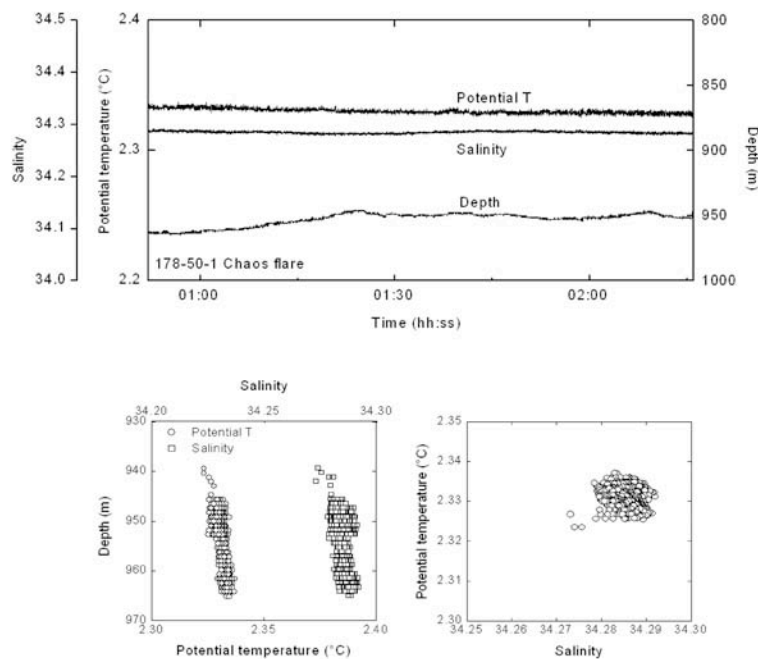 34.5
34.4
34.3
34.2
34.1
34.0
Salinity
2.4
2.3
2.2
Potential temperature (°C)
Potential T
Salinity
Depth
178-50-1 Chaos flare
800
850
900
950
1000
Depth (m)
01:00 01:30 02:00
Time (hh:ss)
Salinity
34.20 34.25 34.30
930
940
950
960
970
Depth (m)
Potential T
Salinity
2.30 2.35 2.40
Potential temperature (°C)
2.35
2.34
2.33
2.32
2.31
2.30
Potential temperature (°C)
34.25 34.26 34.27 34.28 34.29 34.30
Salinity